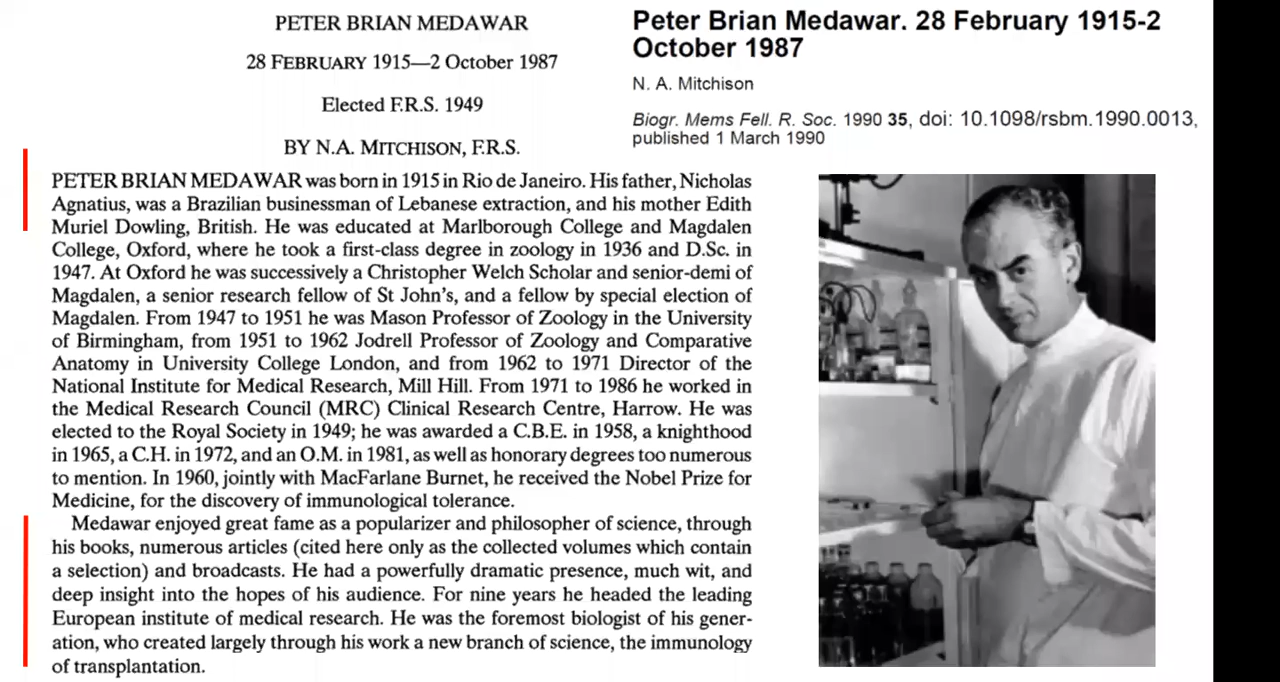 PETER BRIAN MEDAWAR
28 FEBRUARY 1915—2 October 1987
Elected F.R.S. 1949
BY N.A. MITCHISON, F.R.S.
PETER BRIAN MEDAWAR was born in 1915 in Rio de Janeiro. His father, Nicholas
Agnatius, was a Brazilian businessman of Lebanese extraction, and his mother Edith
Muriel Dowling, British. He was educated at Marlborough College and Magdalen
College, Oxford, where he took a first-class degree in zoology in 1936 and D.Sc. in
1947. At Oxford he was successively a Christopher Welch Scholar and senior-demi of
Magdalen, a senior research fellow of St John's, and a fellow by special election of
Magdalen. From 1947 to 1951 he was Mason Professor of Zoology in the University
of Birmingham, from 1951 to 1962 Jodrell Professor of Zoology and Comparative
Anatomy in University College London, and from 1962 to 1971 Director of the
National Institute for Medical Research, Mill Hill. From 1971 to 1986 he worked in
the Medical Research Council (MRC) Clinical Research Centre, Harrow. He was
elected to the Royal Society in 1949; he was awarded a C.B.E. in 1958, a knighthood
in 1965, a C.H. in 1972, and an O.M. in 1981, as well as honorary degrees too numerous
to mention. In 1960, jointly with MacFarlane Burnet, he received the Nobel Prize for
Medicine, for the discovery of immunological tolerance.
Medawar enjoyed great fame as a popularizer and philosopher of science, through
his books, numerous articles (cited here only as the collected volumes which contain
a selection) and broadcasts. He had a powerfully dramatic presence, much wit, and
deep insight into the hopes of his audience. For nine years he headed the leading
European institute of medical research. He was the foremost biologist of his gener-
ation, who created largely through his work a new branch of science, the immunology
of transplantation.
Peter Brian Medawar. 28 February 1915-2
October 1987
N. A. Mitchison
Biogr. Mems Fell. R. Soc. 1990 35, doi: 10.1098/rsbm.1990.0013,
published 1 March 1990